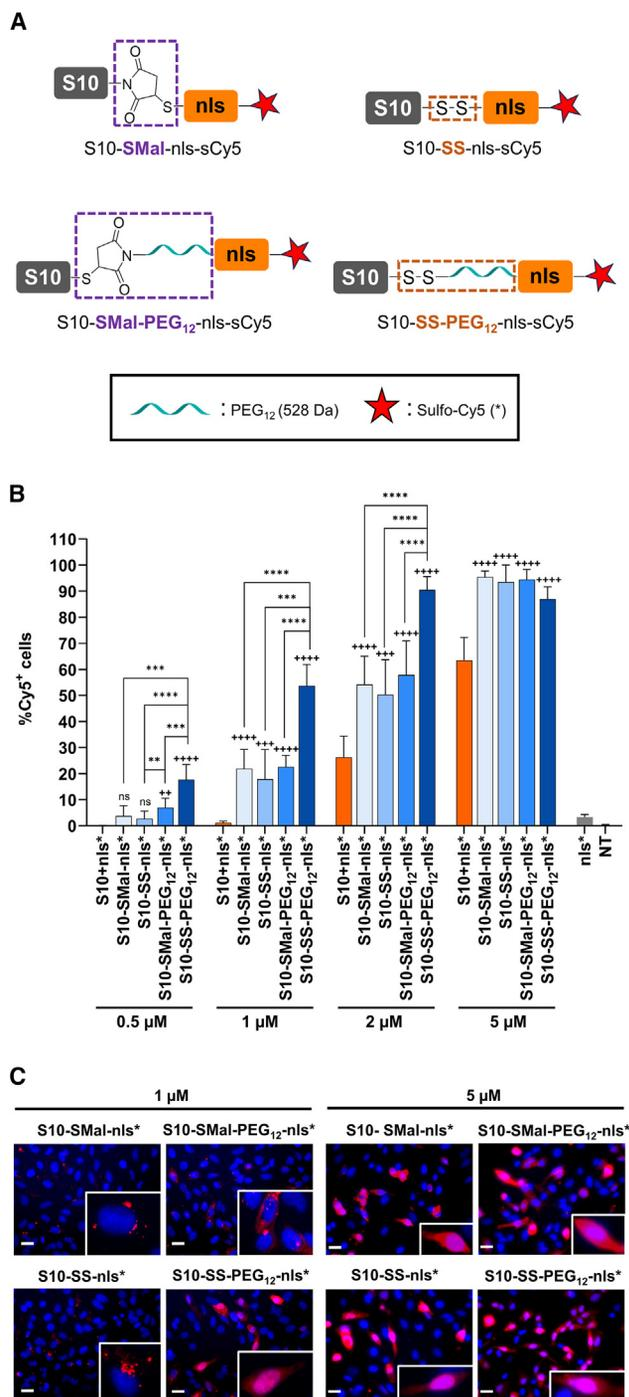 A
S10
O
N
O
S
nls
S10-SMal-nls-sCy5
S10
S-S
nls
S10-SS-nls-sCy5
S10
S
O
N
O
nls
S10-SMal-PEG₁₂-nls-sCy5
S10
S-S
nls
S10-SS-PEG₁₂-nls-sCy5
: PEG₁₂ (528 Da)
: Sulfo-Cy5 (*)
B
%Cy5⁺ cells
110
100
90
80
70
60
50
40
30
20
10
0
***
****
***
**
ns
ns
++
++++
****
***
****
++++
+++
++++
++++
****
****
****
++++
+++
++++
++++
++++
++++
++++
++++
S10+nls*
S10-SMal-nls*
S10-SS-nls*
S10-SMal-PEG₁₂-nls*
S10-SS-PEG₁₂-nls*
S10+nls*
S10-SMal-nls*
S10-SS-nls*
S10-SMal-PEG₁₂-nls*
S10-SS-PEG₁₂-nls*
S10+nls*
S10-SMal-nls*
S10-SS-nls*
S10-SMal-PEG₁₂-nls*
S10-SS-PEG₁₂-nls*
S10+nls*
S10-SMal-nls*
S10-SS-nls*
S10-SMal-PEG₁₂-nls*
S10-SS-PEG₁₂-nls*
nls*
NT
0.5 µM
1 µM
2 µM
5 µM
C
1 µM
5 µM
S10-SMal-nls*
S10-SMal-PEG₁₂-nls*
S10- SMal-nls*
S10-SMal-PEG₁₂-nls*
S10-SS-nls*
S10-SS-PEG₁₂-nls*
S10-SS-nls*
S10-SS-PEG₁₂-nls*